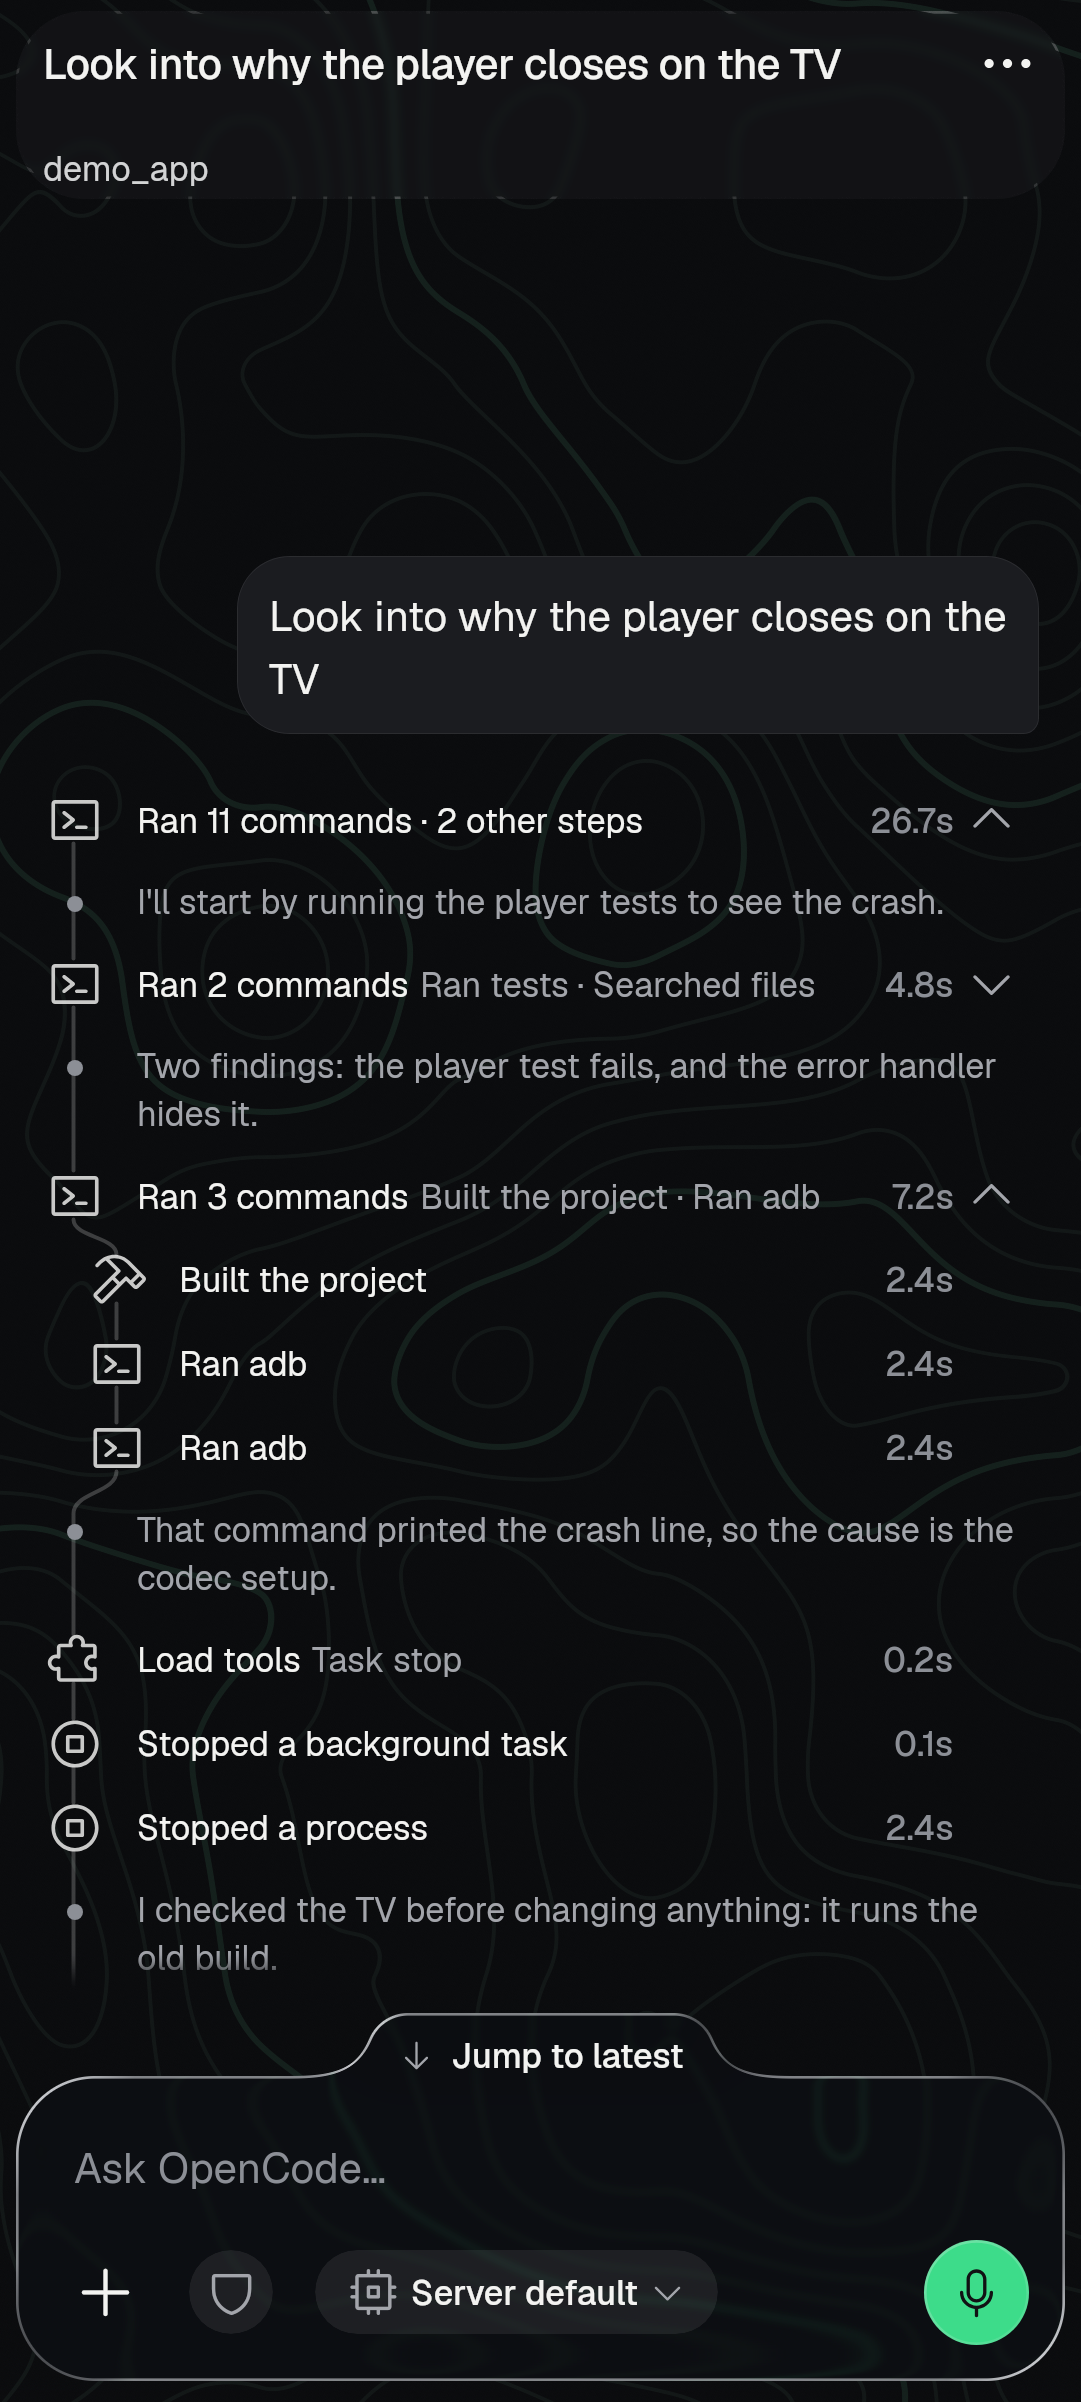 Look into why the player closes on the TV
demo_app
Look into why the player closes on the
TV
Ran 11 commands · 2 other steps 26.7s
I'll start by running the player tests to see the crash.
Ran 2 commands Ran tests · Searched files 4.8s
Two findings: the player test fails, and the error handler
hides it.
Ran 3 commands Built the project · Ran adb 7.2s
Built the project 2.4s
Ran adb 2.4s
Ran adb 2.4s
That command printed the crash line, so the cause is the
codec setup.
Load tools Task stop 0.2s
Stopped a background task 0.1s
Stopped a process 2.4s
I checked the TV before changing anything: it runs the
old build.
Jump to latest
Ask OpenCode...
Server default